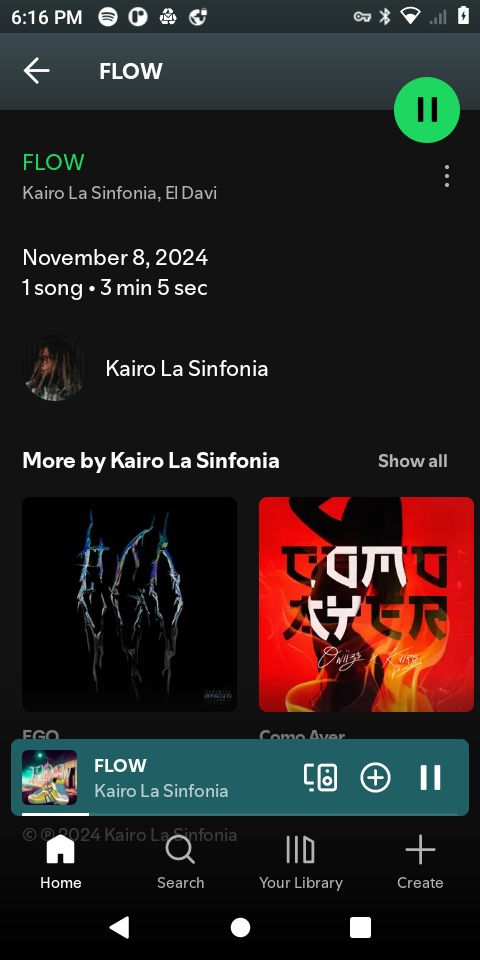 6:16 PM
FLOW
FLOW
Kairo La Sinfonia, El Davi
November 8, 2024
1 song • 3 min 5 sec
Kairo La Sinfonia
More by Kairo La Sinfonia
Show all
EGO
COMO
AYER
EGO
Como Ayer
FLOW
Kairo La Sinfonia
© ℗ 2024 Kairo La Sinfonia
Home
Search
Your Library
Create